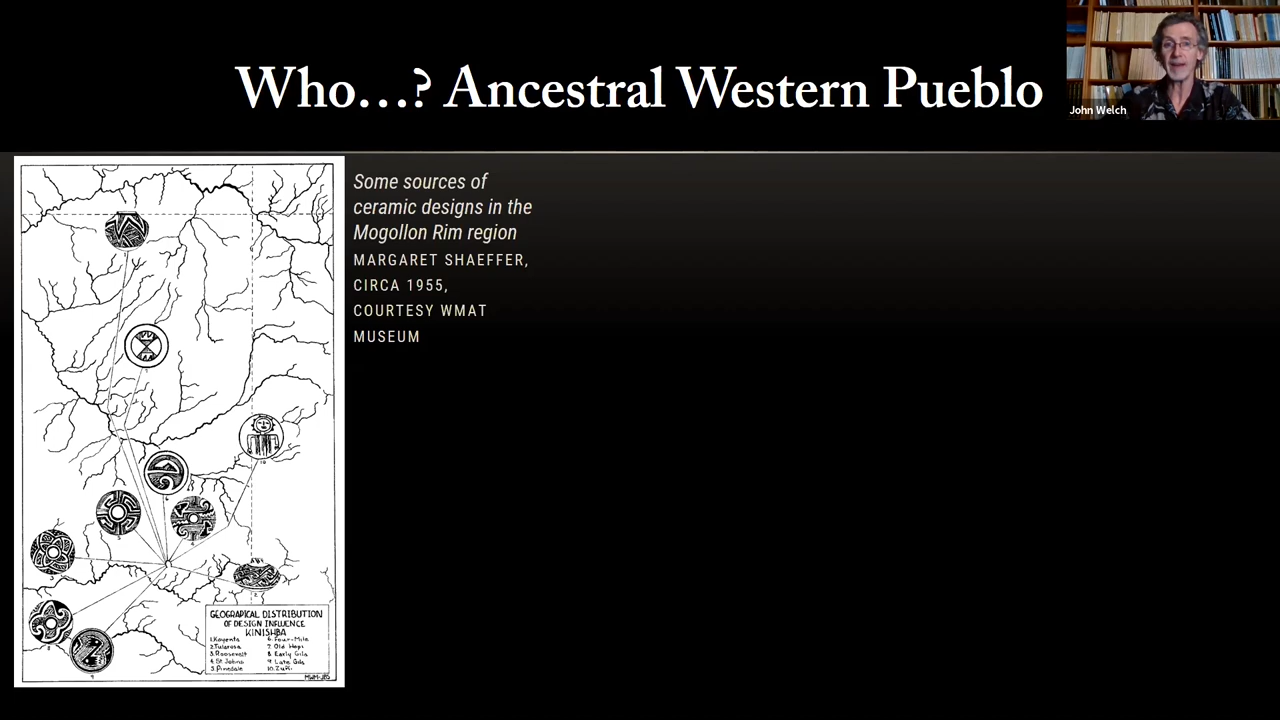 Who…? Ancestral Western Pueblo
John Welch
Some sources of
ceramic designs in the
Mogollon Rim region
MARGARET SHAEFFER,
CIRCA 1955,
COURTESY WMAT
MUSEUM
GEOGRAPICAL DISTRIBUTION
OF DESIGN INFLUENCE
KINISHBA
1. Kayenta
2. Tularosa
3. Roosevelt
4. St Johns
5. Pinedale
6. Four-Mile
7. Old Hopi
8. Early Gila
9. Late Gila
10. Zuñi